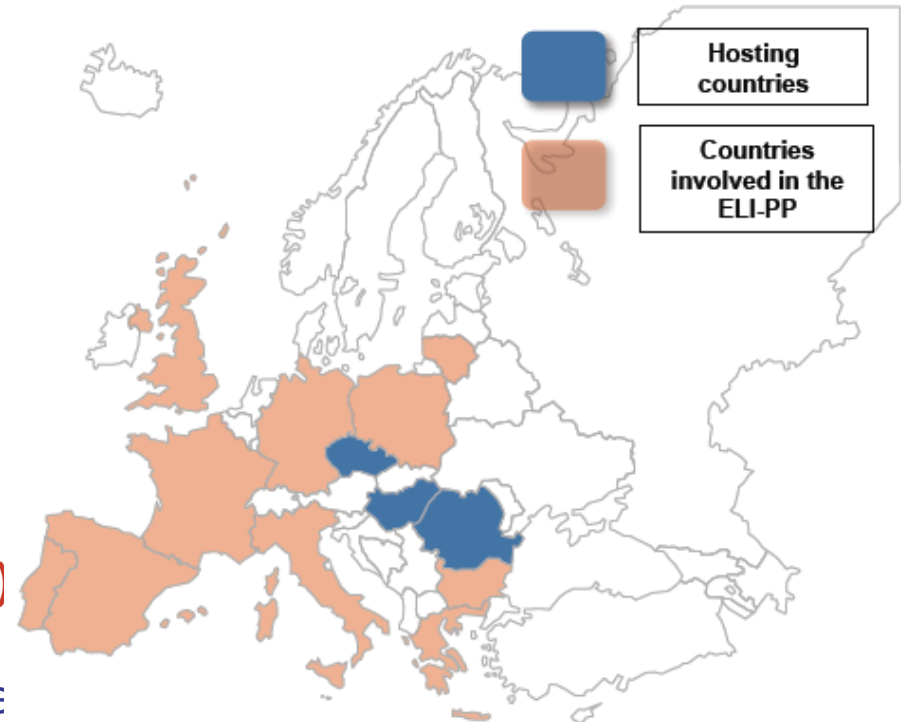 Hosting
countries
Countries
involved in the
ELI-PP